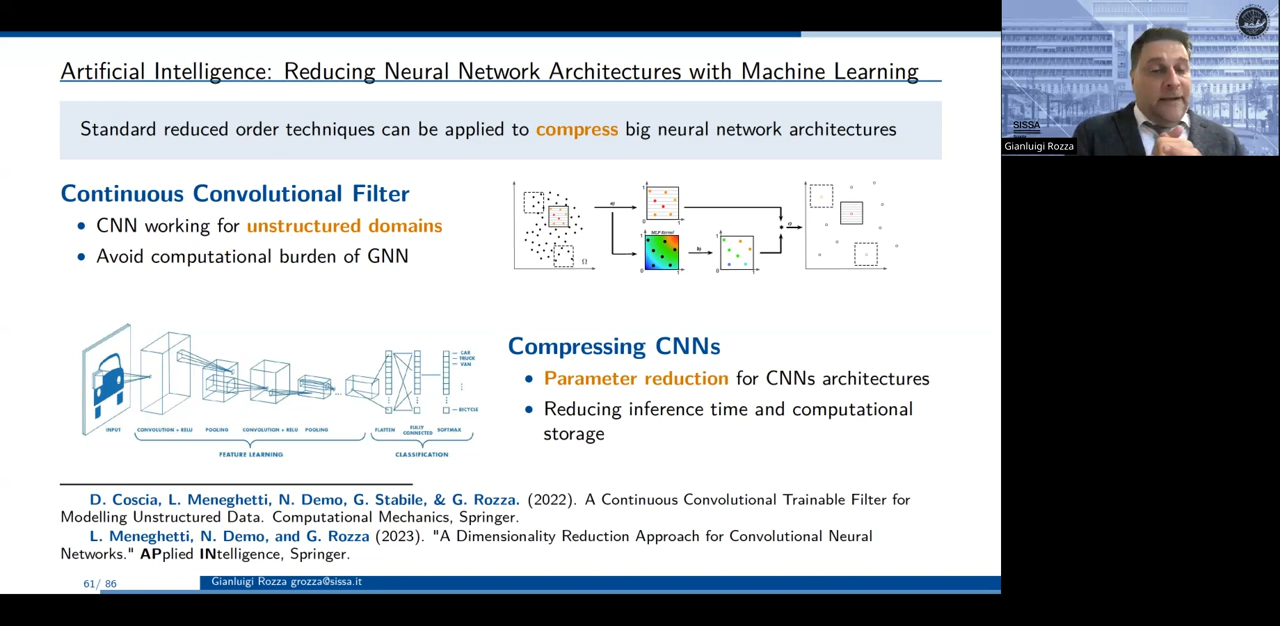 Artificial Intelligence: Reducing Neural Network Architectures with Machine Learning
Standard reduced order techniques can be applied to compress big neural network architectures
Continuous Convolutional Filter
• CNN working for unstructured domains
• Avoid computational burden of GNN
MLP Kernel
Ω
Compressing CNNs
• Parameter reduction for CNNs architectures
• Reducing inference time and computational
storage
CAR
TRUCK
VAN
BICYCLE
INPUT
CONVOLUTION + RELU
POOLING
CONVOLUTION + RELU
POOLING
FLATTEN
FULLY
CONNECTED
SOFTMAX
FEATURE LEARNING
CLASSIFICATION
D. Coscia, L. Meneghetti, N. Demo, G. Stabile, & G. Rozza. (2022). A Continuous Convolutional Trainable Filter for
Modelling Unstructured Data. Computational Mechanics, Springer.
L. Meneghetti, N. Demo, and G. Rozza (2023). "A Dimensionality Reduction Approach for Convolutional Neural
Networks." APplied INtelligence, Springer.
61/ 86
Gianluigi Rozza grozza@sissa.it
SISSA
Gianluigi Rozza